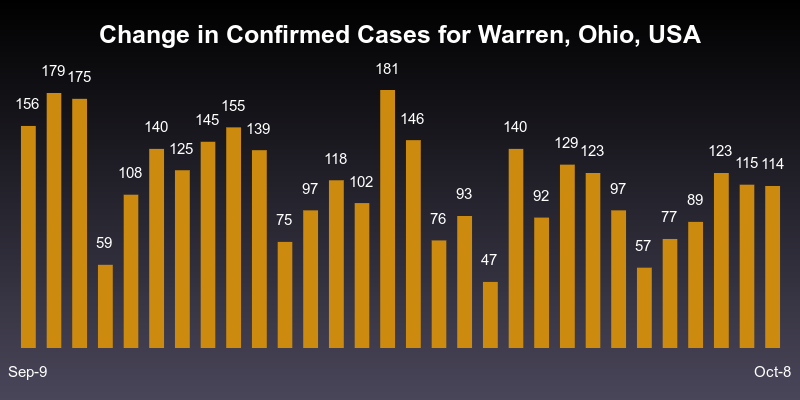 Change in Confirmed Cases for Warren, Ohio, USA
156 179 175 59 108 140 125 145 155 139 75 97 118 102 181 146 76 93 47 140 92 129 123 97 57 77 89 123 115 114
Sep-9 Oct-8